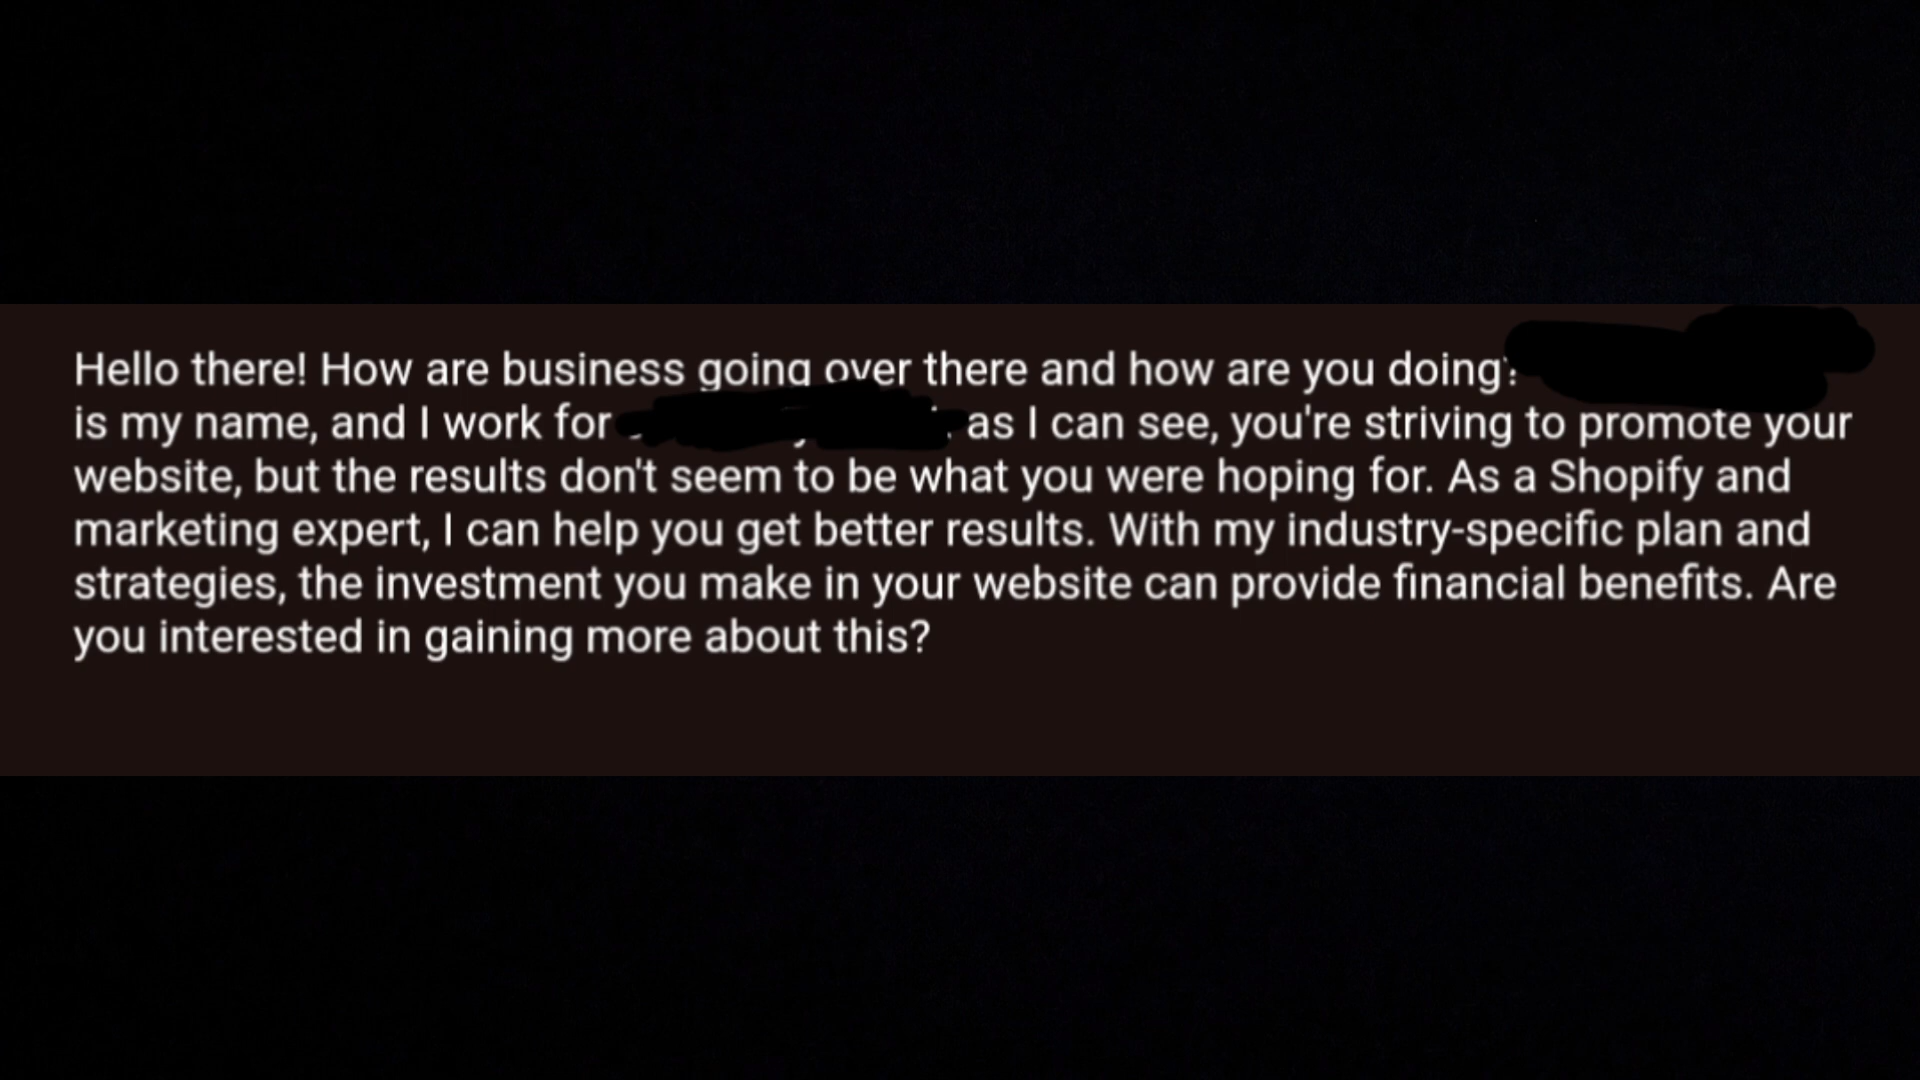 Hello there! How are business going over there and how are you doing?
is my name, and I work for as I can see, you're striving to promote your
website, but the results don't seem to be what you were hoping for. As a Shopify and
marketing expert, I can help you get better results. With my industry-specific plan and
strategies, the investment you make in your website can provide financial benefits. Are
you interested in gaining more about this?